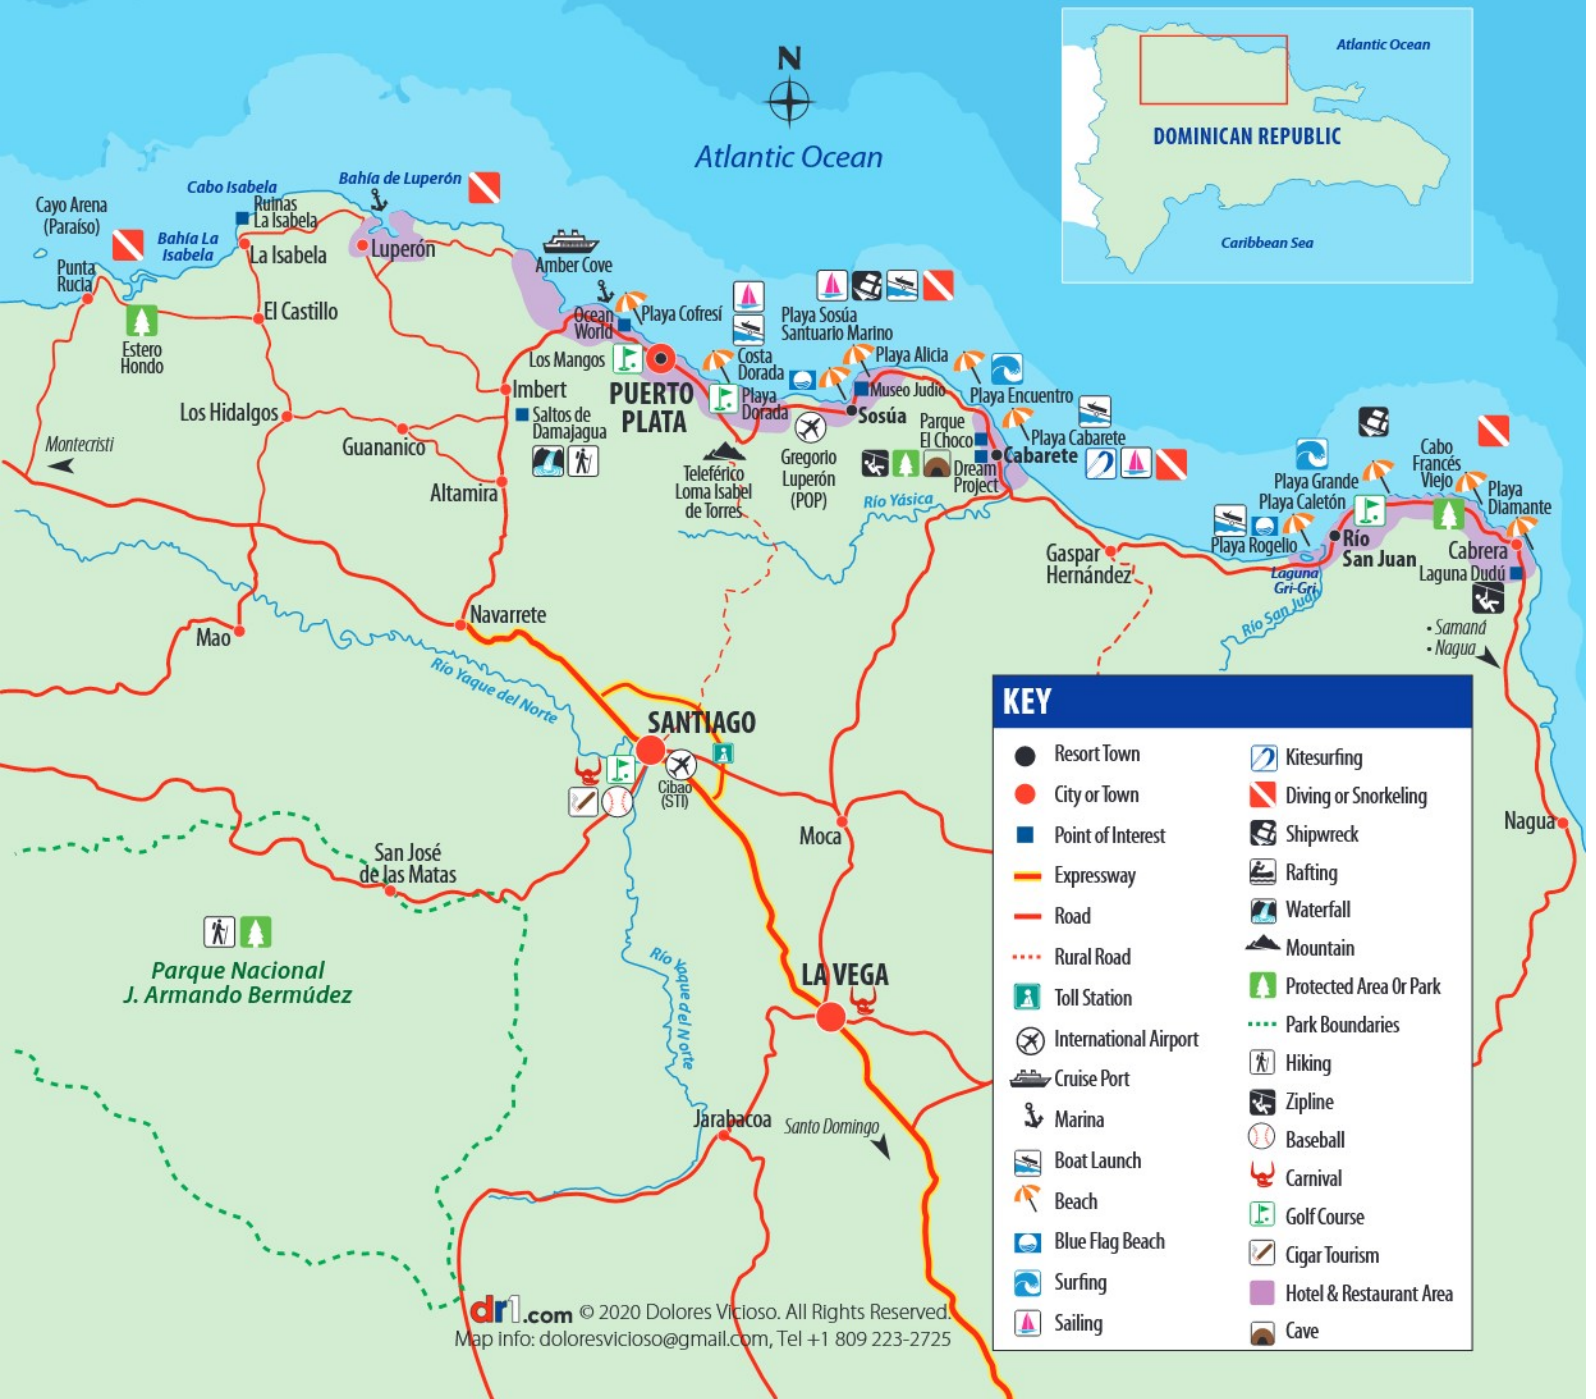 N
Atlantic Ocean
Atlantic Ocean
DOMINICAN REPUBLIC
Caribbean Sea
Cayo Arena
(Paraíso)
Punta
Rucia
Bahía La
Isabela
Cabo Isabela
Ruinas
La Isabela
La Isabela
Bahía de Luperón
Luperón
El Castillo
Estero
Hondo
Amber Cove
Ocean
World
Playa Cofresí
Los Mangos
PUERTO
PLATA
Costa
Dorada
Playa
Dorada
Playa Sosúa
Santuario Marino
Playa Alicia
Museo Judio
Sosúa
Playa Encuentro
Parque
El Choco
Dream
Project
Playa Cabarete
Cabarete
Gregorio
Luperón
(POP)
Teleférico
Loma Isabel
de Torres
Río Yásica
Imbert
Saltos de
Damajagua
Los Hidalgos
Guananico
Altamira
Montecristi
Navarrete
Mao
Río Yaque del Norte
SANTIAGO
Cibao
(STI)
San José
de las Matas
Parque Nacional
J. Armando Bermúdez
Río Yaque del Norte
Moca
LA VEGA
Jarabacoa
Santo Domingo
Gaspar
Hernández
Playa Grande
Playa Caletón
Playa Rogelio
Laguna
Gri-Gri
Río San Juan
Río
San Juan
Cabo
Francés
Viejo
Playa
Diamante
Cabrera
Laguna Dudú
• Samaná
• Nagua
Nagua
KEY
Resort Town
City or Town
Point of Interest
Expressway
Road
Rural Road
Toll Station
International Airport
Cruise Port
Marina
Boat Launch
Beach
Blue Flag Beach
Surfing
Sailing
Kitesurfing
Diving or Snorkeling
Shipwreck
Rafting
Waterfall
Mountain
Protected Area Or Park
Park Boundaries
Hiking
Zipline
Baseball
Carnival
Golf Course
Cigar Tourism
Hotel & Restaurant Area
Cave
dr1.com © 2020 Dolores Vicioso. All Rights Reserved.
Map info: doloresvicioso@gmail.com, Tel +1 809 223-2725